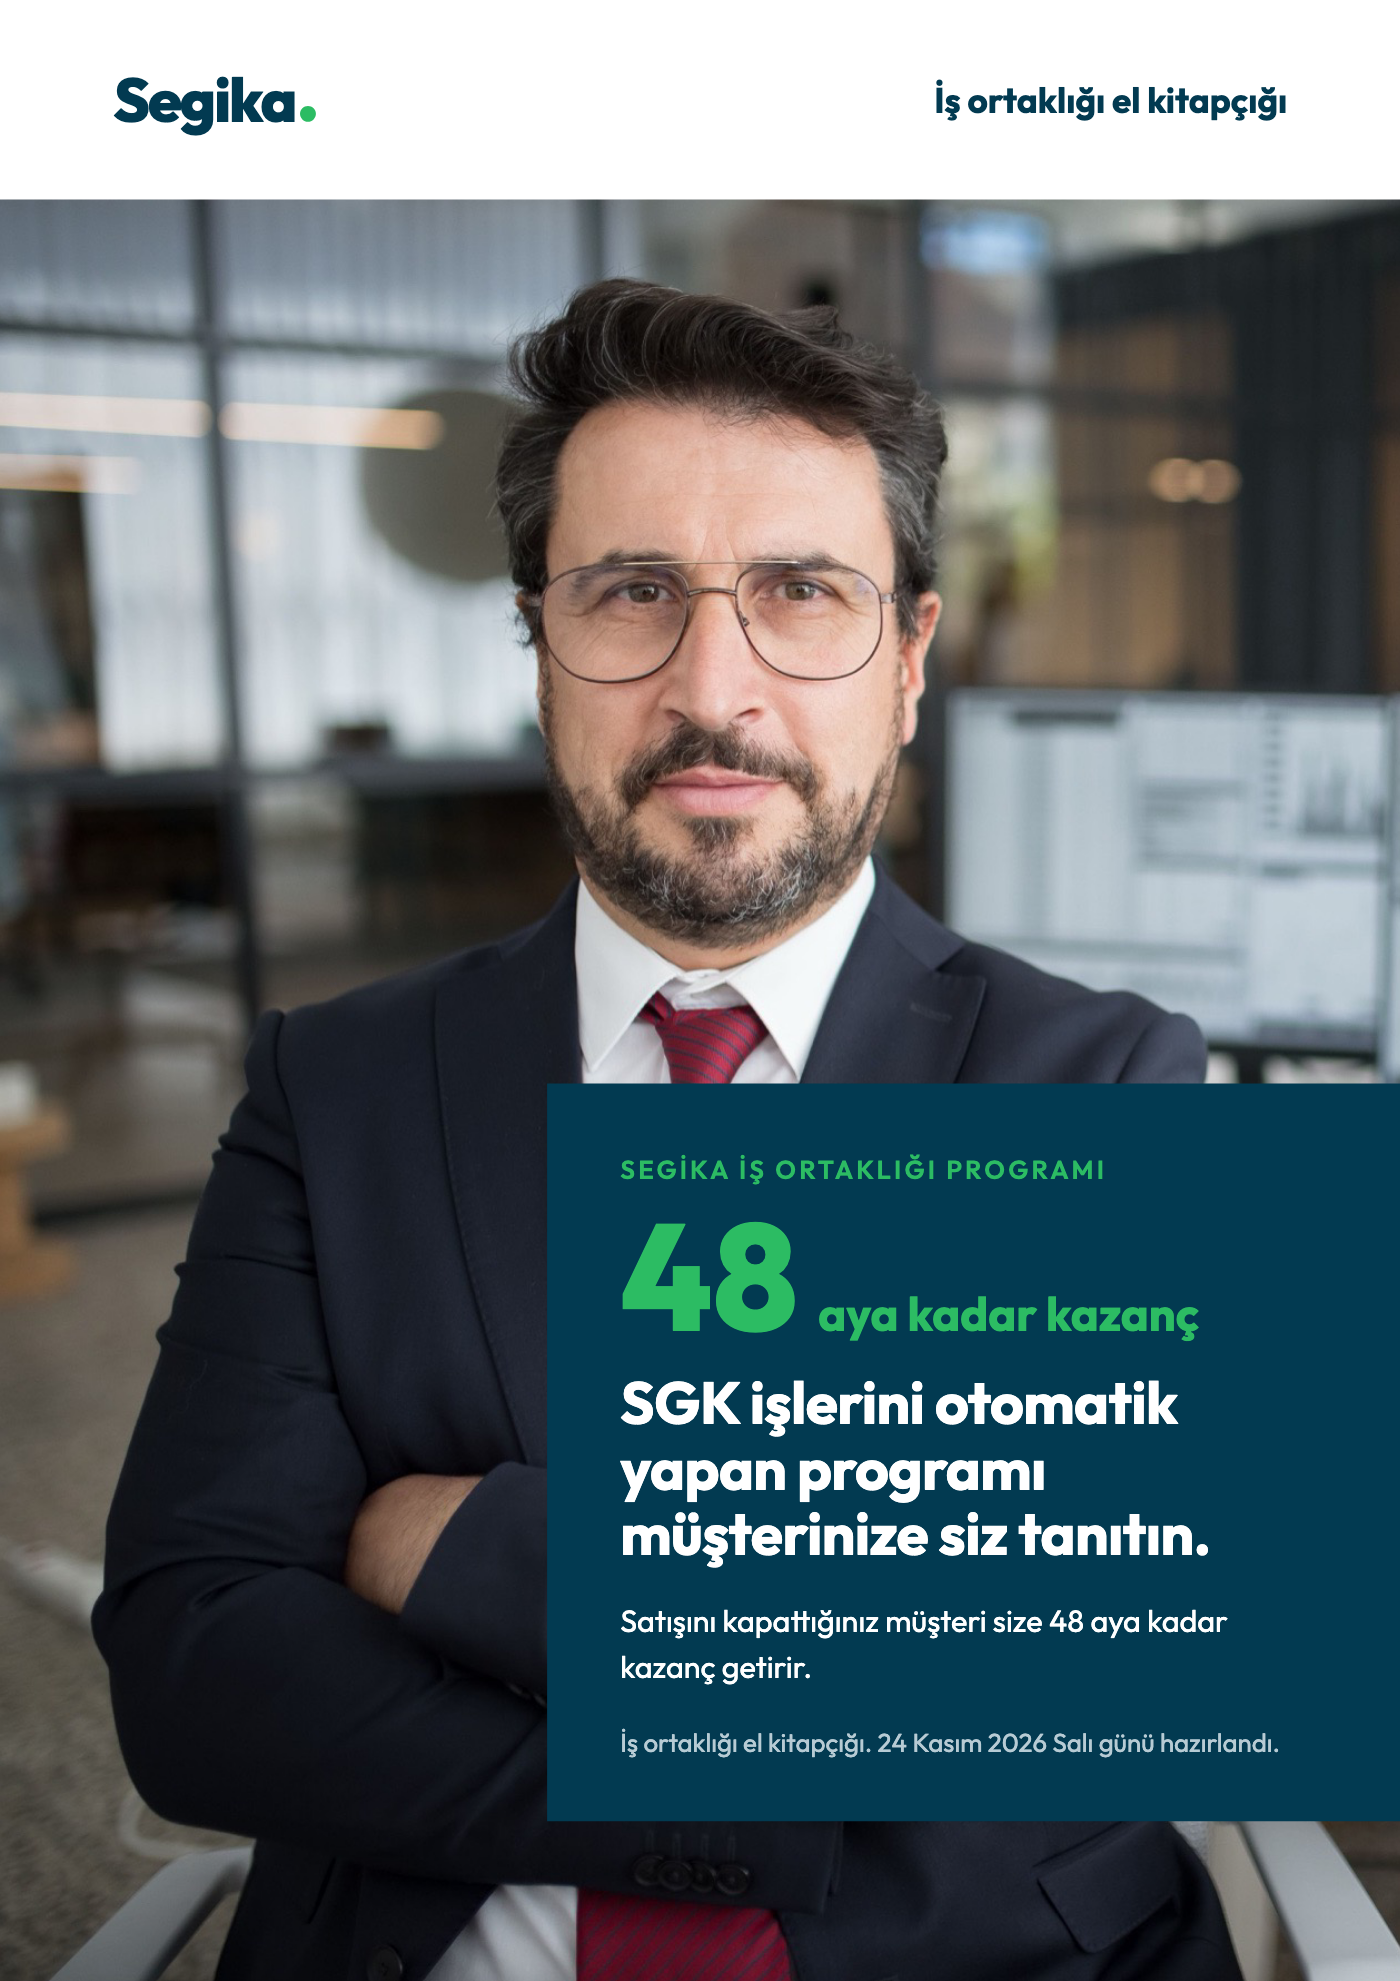 Segika.
İş ortaklığı el kitapçığı
SEGİKA İŞ ORTAKLIĞI PROGRAMI
48 aya kadar kazanç
SGK işlerini otomatik
yapan programı
müşterinize siz tanıtın.
Satışını kapattığınız müşteri size 48 aya kadar
kazanç getirir.
İş ortaklığı el kitapçığı. 24 Kasım 2026 Salı günü hazırlandı.